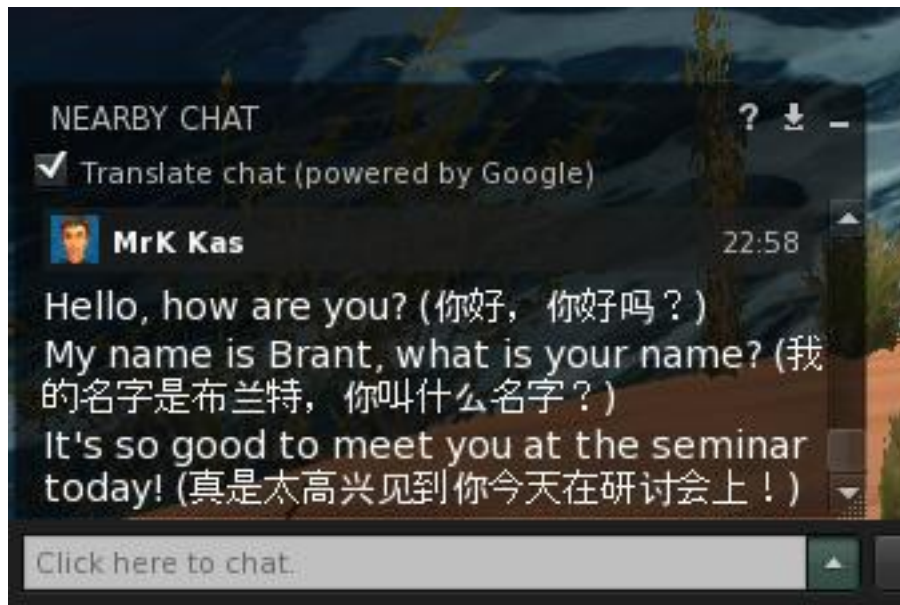 NEARBY CHAT ?
Translate chat (powered by Google)
MrK Kas 22:58
Hello, how are you? (你好，你好吗？)
My name is Brant, what is your name? (我
的名字是布兰特，你叫什么名字？)
It's so good to meet you at the seminar
today! (真是太高兴见到你今天在研讨会上！)
Click here to chat.